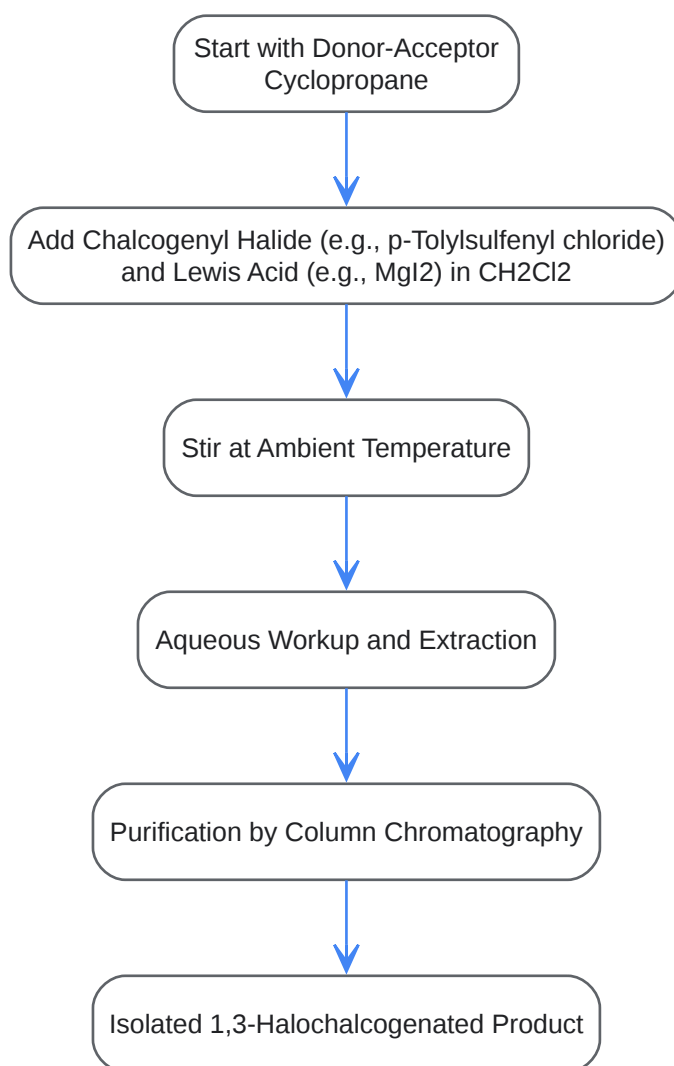 Start with Donor-Acceptor
Cyclopropane
Add Chalcogenyl Halide (e.g., p-Tolylsulfenyl chloride)
and Lewis Acid (e.g., MgI2) in CH2Cl2
Stir at Ambient Temperature
Aqueous Workup and Extraction
Purification by Column Chromatography
Isolated 1,3-Halochalcogenated Product